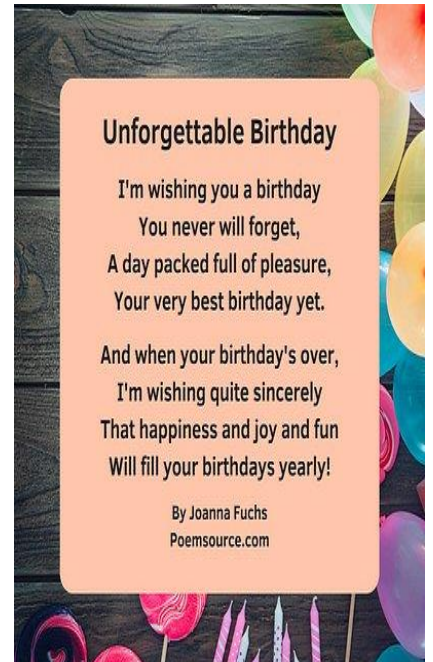 Unforgettable Birthday
I'm wishing you a birthday
You never will forget,
A day packed full of pleasure,
Your very best birthday yet.
And when your birthday's over,
I'm wishing quite sincerely
That happiness and joy and fun
Will fill your birthdays yearly!
By Joanna Fuchs
Poemsource.com